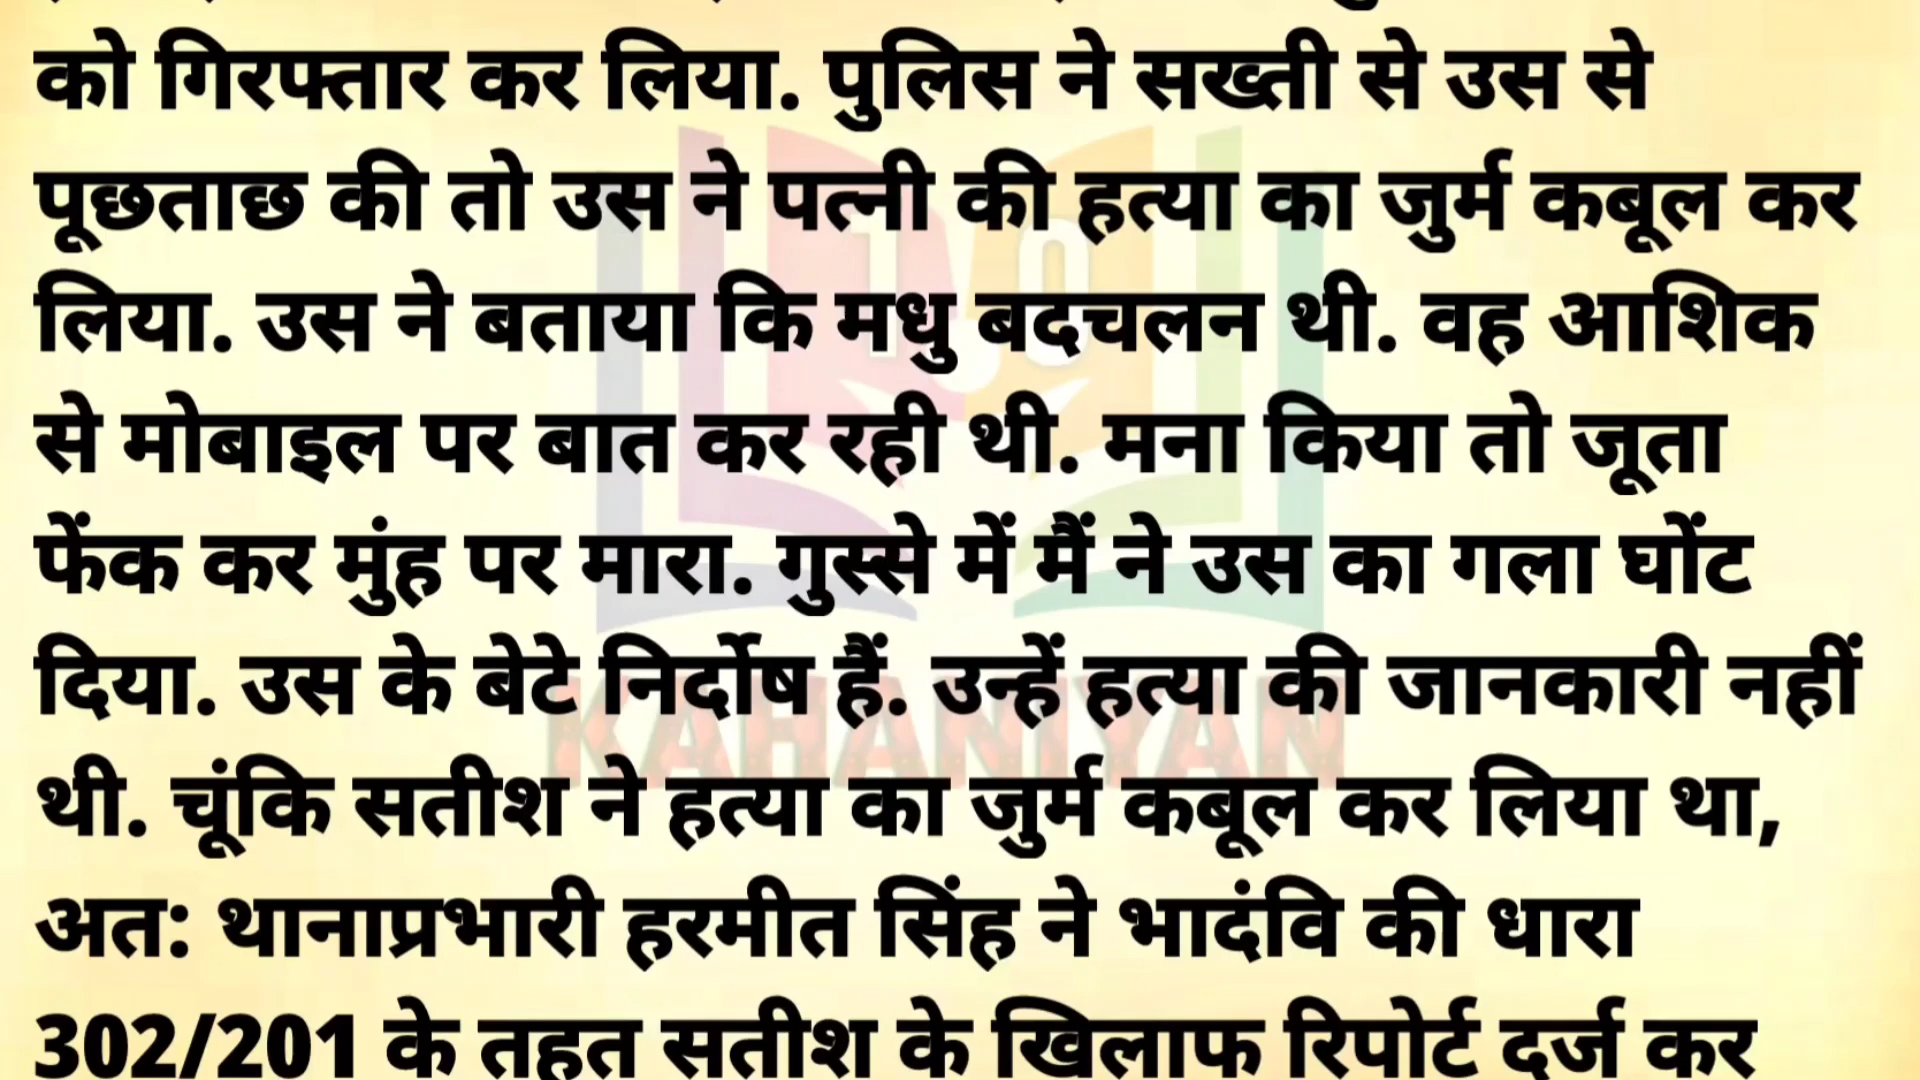 को गिरफ्तार कर लिया. पुलिस ने सख्ती से उस से
पूछताछ की तो उस ने पत्नी की हत्या का जुर्म कबूल कर
लिया. उस ने बताया कि मधु बदचलन थी. वह आशिक
से मोबाइल पर बात कर रही थी. मना किया तो जूता
फेंक कर मुंह पर मारा. गुस्से में मैं ने उस का गला घोंट
दिया. उस के बेटे निर्दोष हैं. उन्हें हत्या की जानकारी नहीं
थी. चूंकि सतीश ने हत्या का जुर्म कबूल कर लिया था,
अत: थानाप्रभारी हरमीत सिंह ने भादंवि की धारा
302/201 के तहत सतीश के खिलाफ रिपोर्ट दर्ज कर
KAHANIYAN